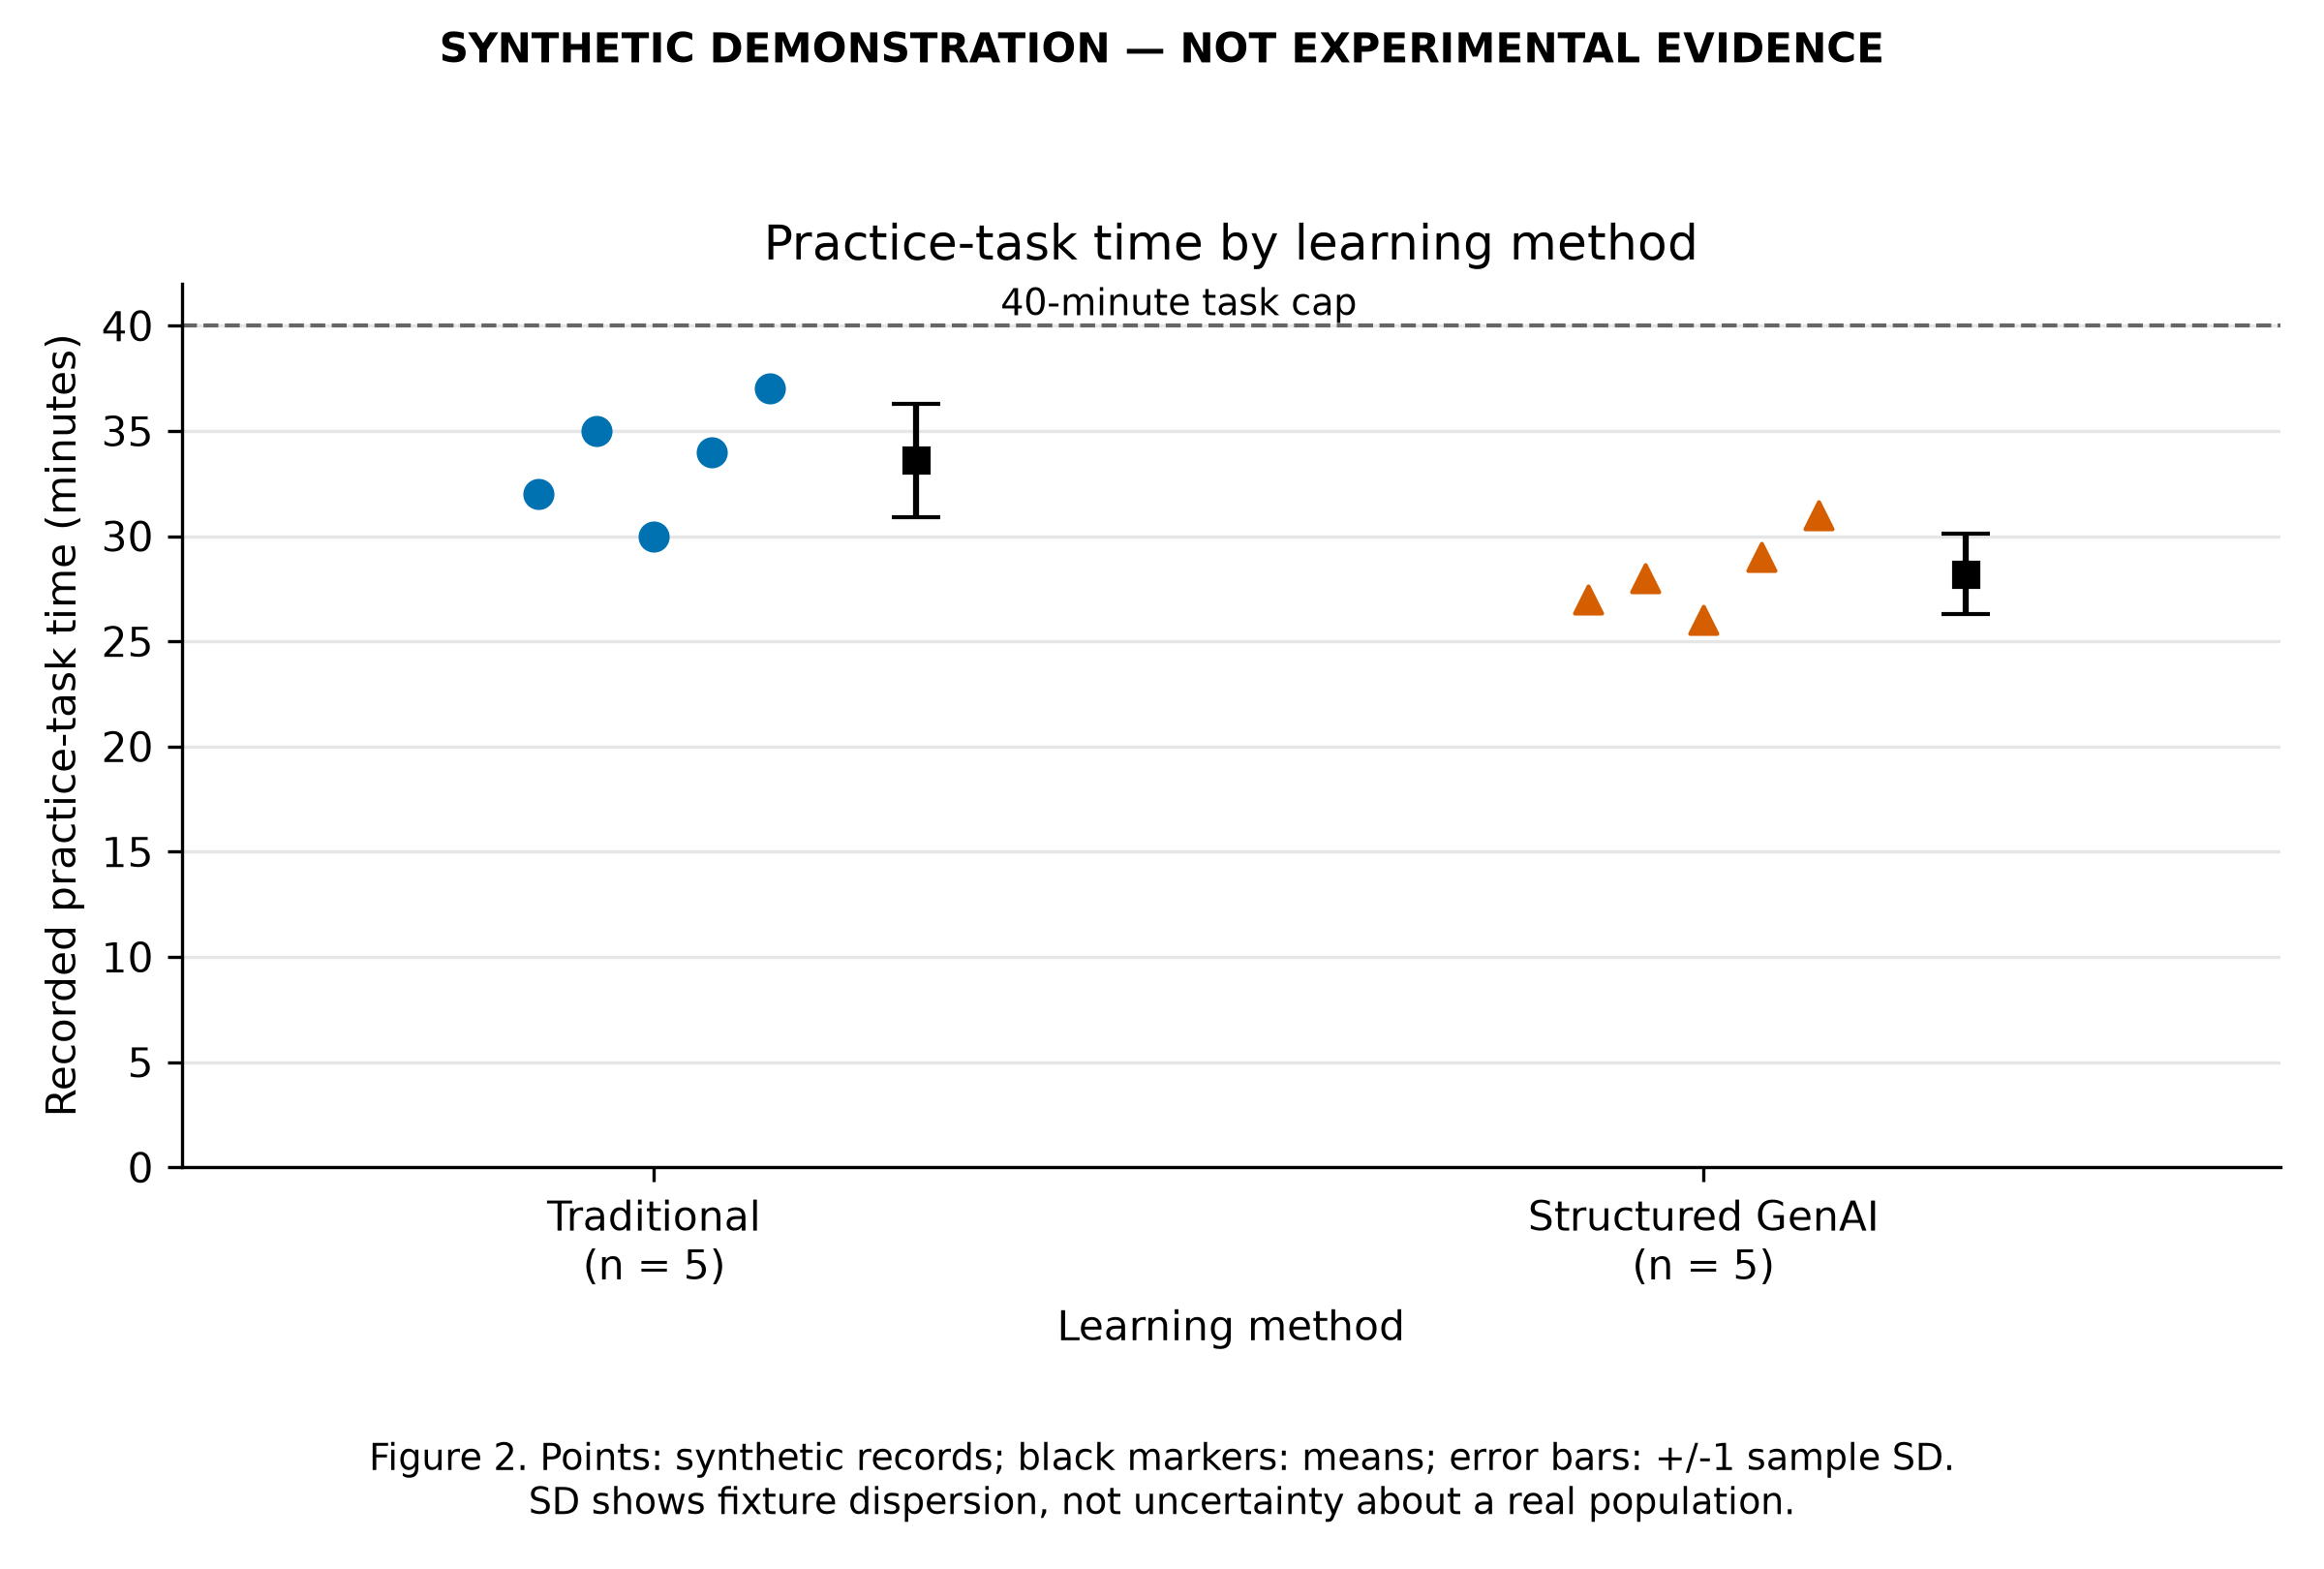 SYNTHETIC DEMONSTRATION — NOT EXPERIMENTAL EVIDENCE
Practice-task time by learning method
40-minute task cap
Recorded practice-task time (minutes)
40
35
30
25
20
15
10
5
0
Traditional
(n = 5)
Structured GenAI
(n = 5)
Learning method
Figure 2. Points: synthetic records; black markers: means; error bars: +/-1 sample SD.
SD shows fixture dispersion, not uncertainty about a real population.